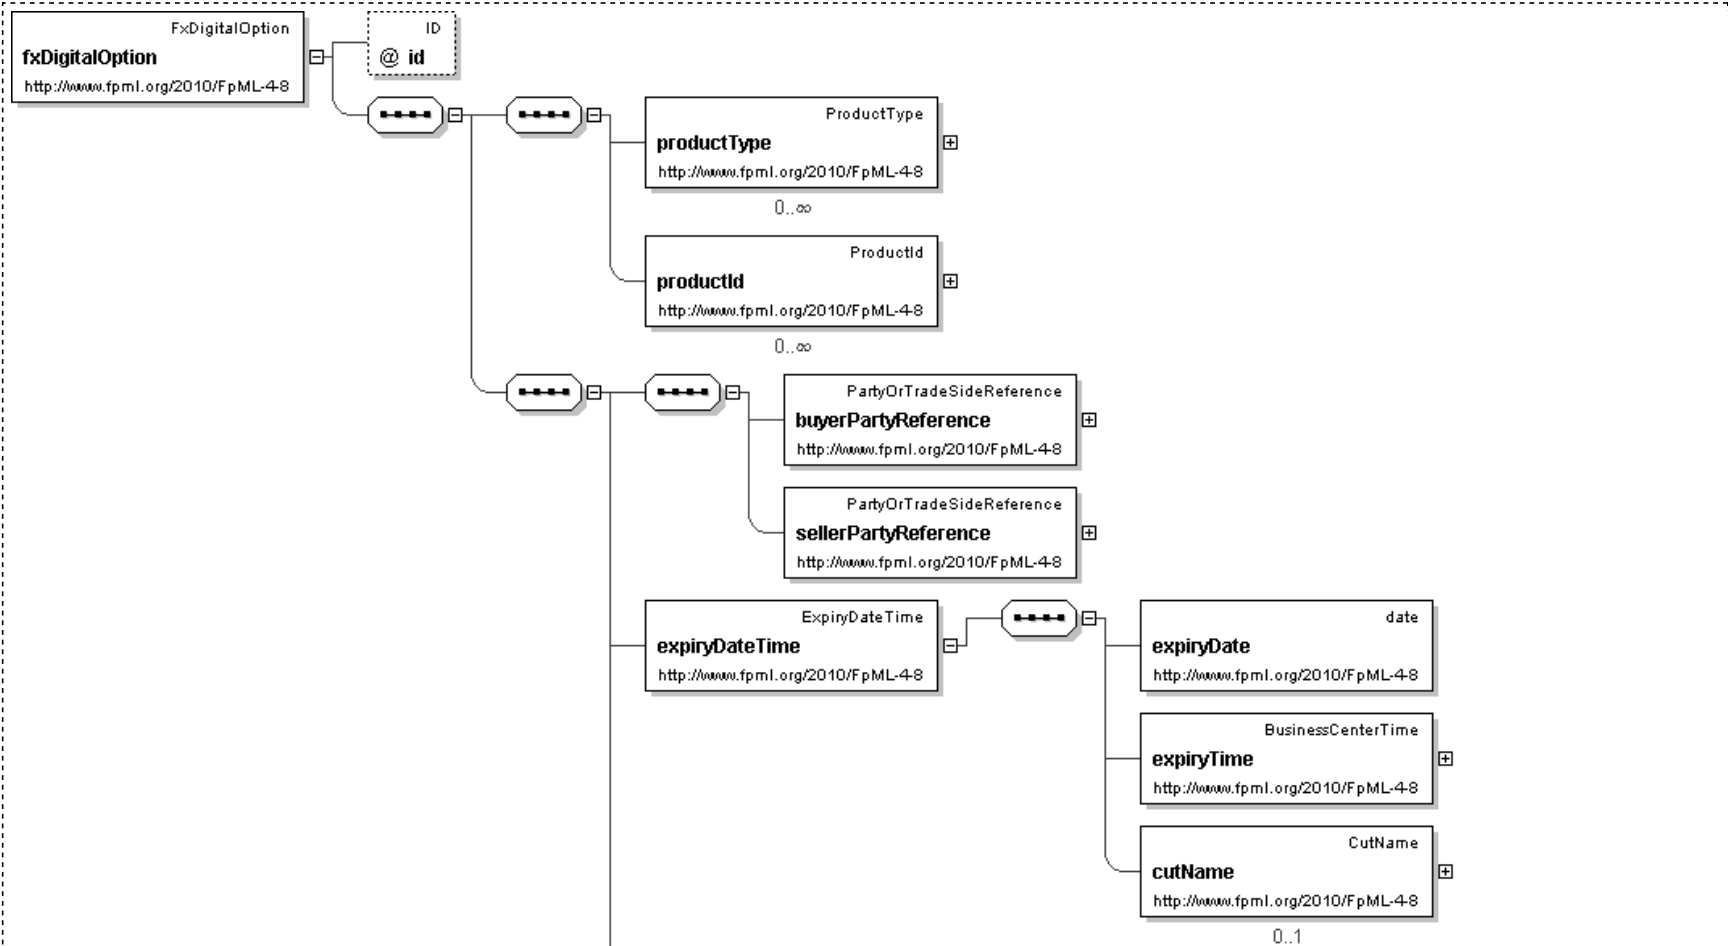 FxDigitalOption
fxDigitalOption
http://www.fpml.org/2010/FpML-4-8
ID
@ id
ProductType
productType
http://www.fpml.org/2010/FpML-4-8
0..∞
ProductId
productId
http://www.fpml.org/2010/FpML-4-8
0..∞
PartyOrTradeSideReference
buyerPartyReference
http://www.fpml.org/2010/FpML-4-8
PartyOrTradeSideReference
sellerPartyReference
http://www.fpml.org/2010/FpML-4-8
ExpiryDateTime
expiryDateTime
http://www.fpml.org/2010/FpML-4-8
date
expiryDate
http://www.fpml.org/2010/FpML-4-8
BusinessCenterTime
expiryTime
http://www.fpml.org/2010/FpML-4-8
CutName
cutName
http://www.fpml.org/2010/FpML-4-8
0..1